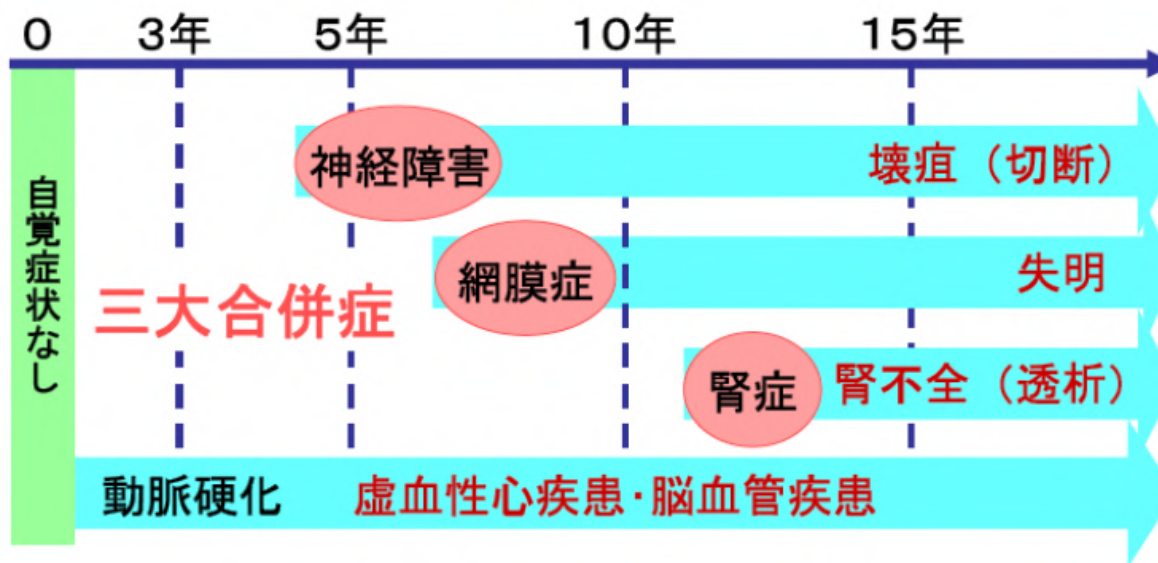 0 3年 5年 10年 15年
自覚症状なし
神経障害 壊疽（切断）
網膜症 失明
三大合併症
腎症 腎不全（透析）
動脈硬化 虚血性心疾患・脳血管疾患